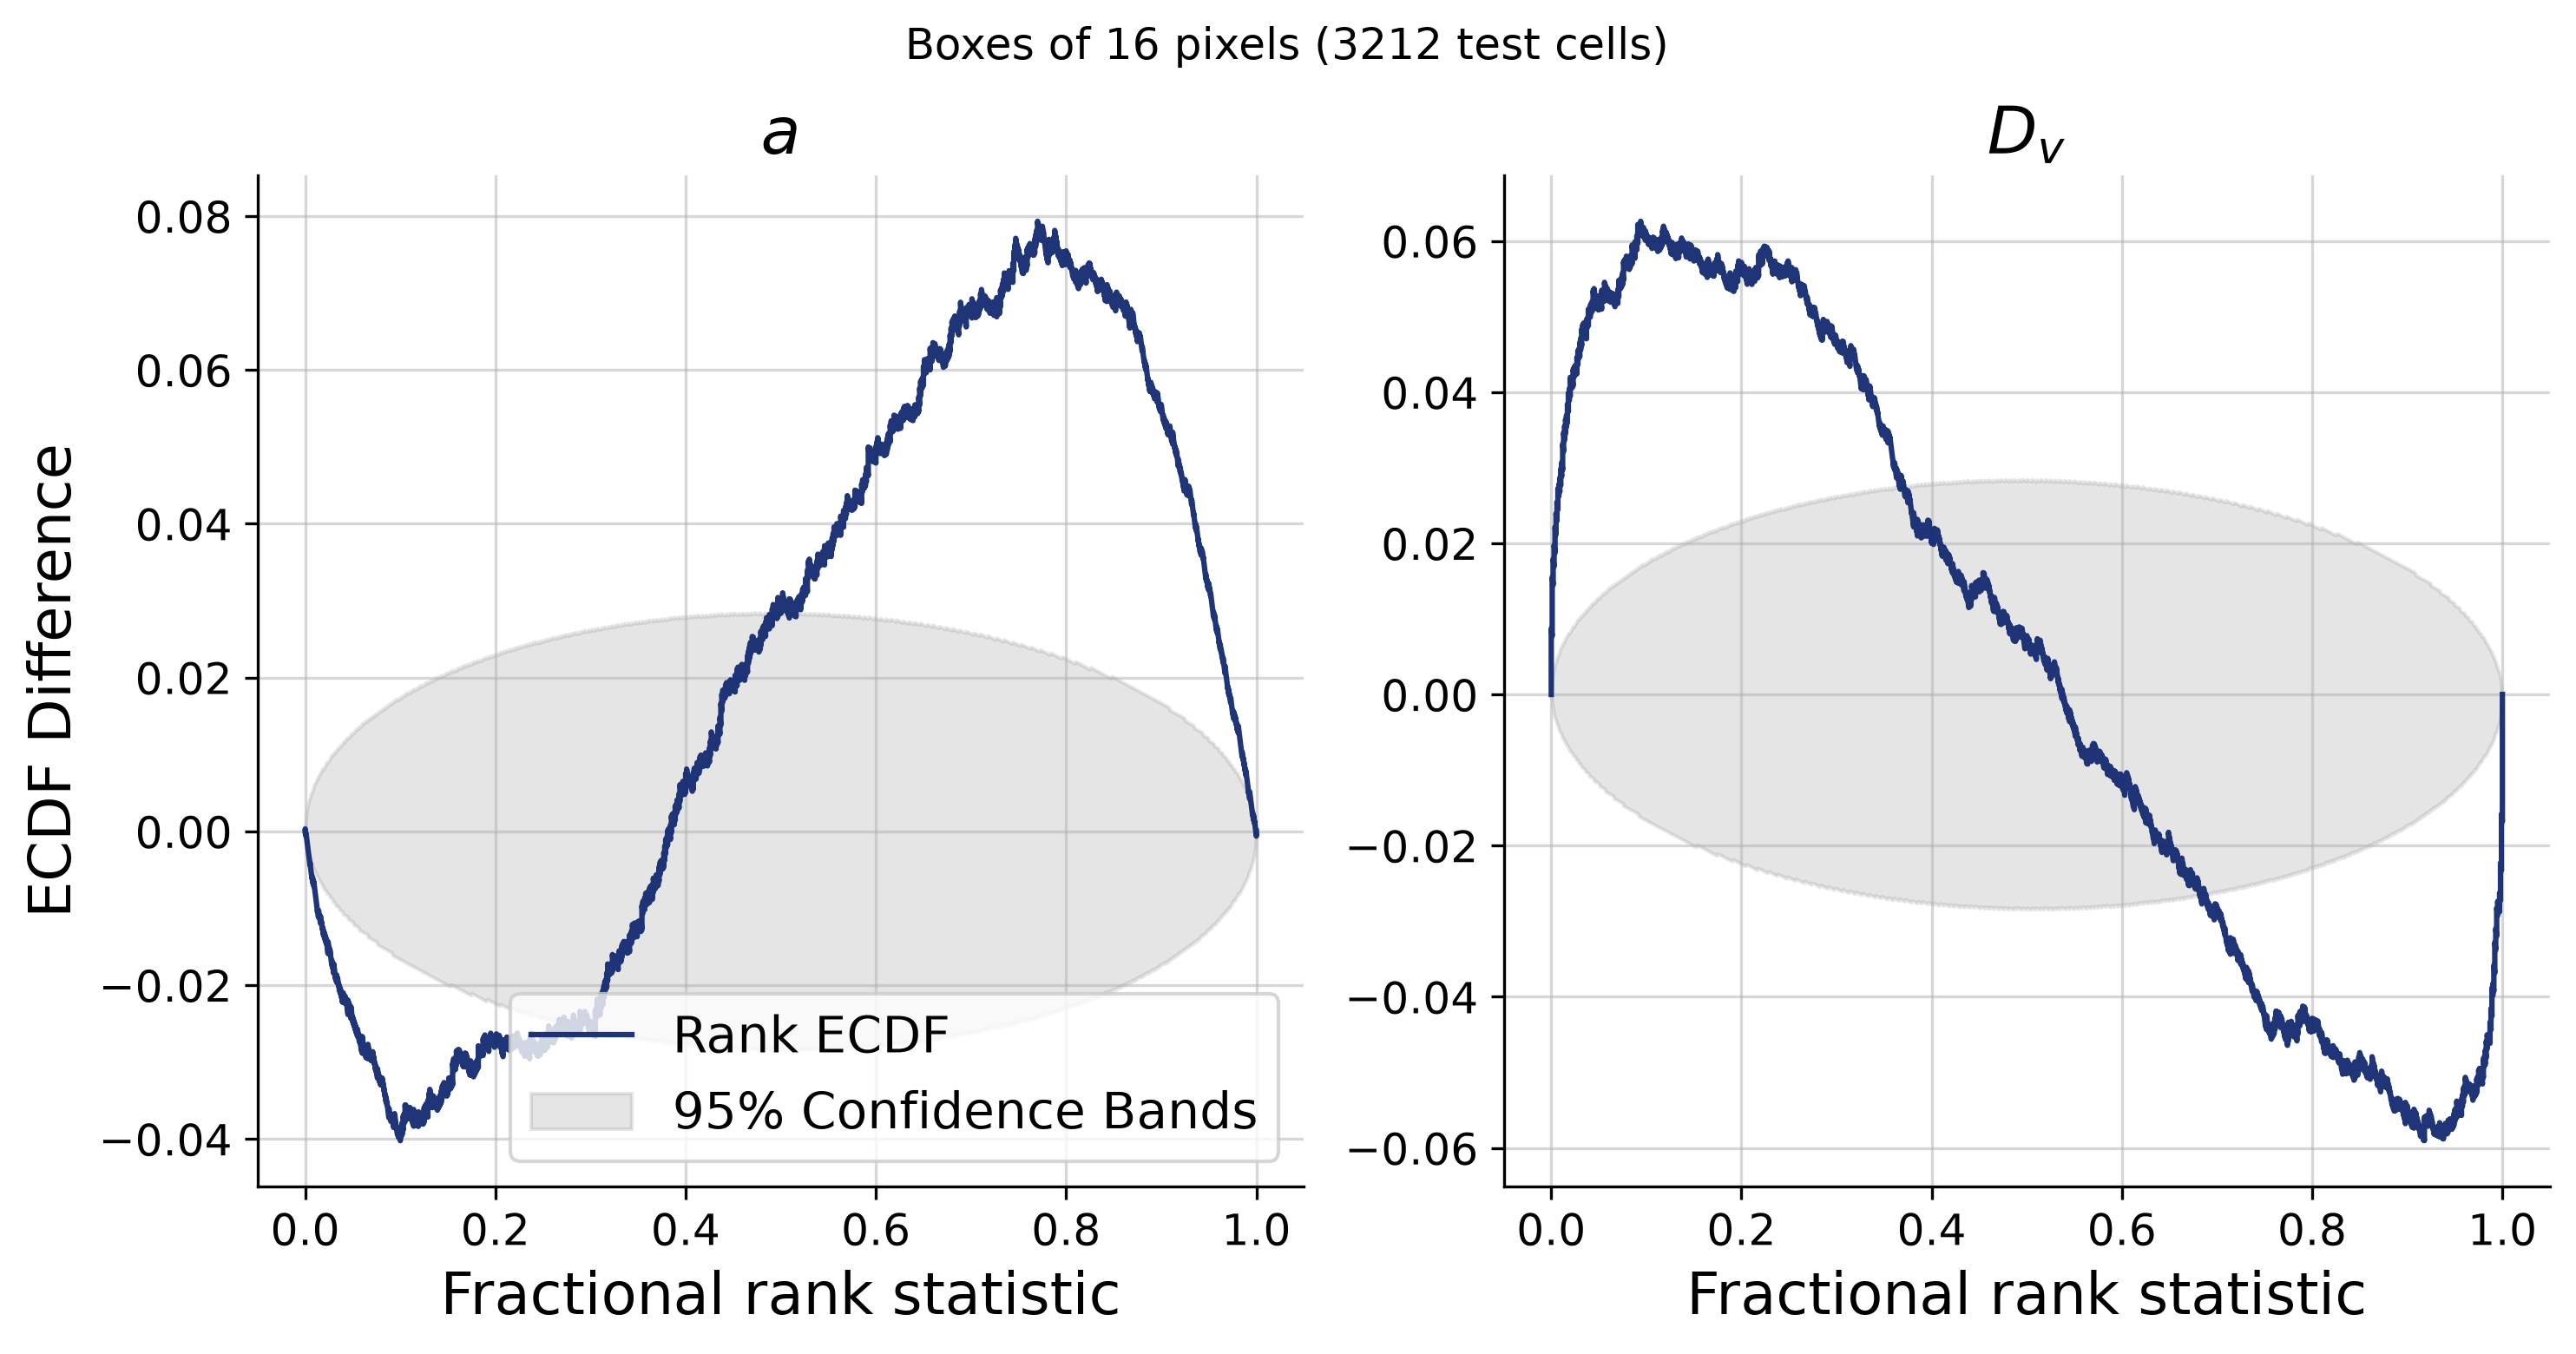 Boxes of 16 pixels (3212 test cells)
a
D_v
ECDF Difference
0.08
0.06
0.04
0.02
0.00
−0.02
−0.04
Rank ECDF
95% Confidence Bands
0.0 0.2 0.4 0.6 0.8 1.0
Fractional rank statistic
0.06
0.04
0.02
0.00
−0.02
−0.04
−0.06
0.0 0.2 0.4 0.6 0.8 1.0
Fractional rank statistic